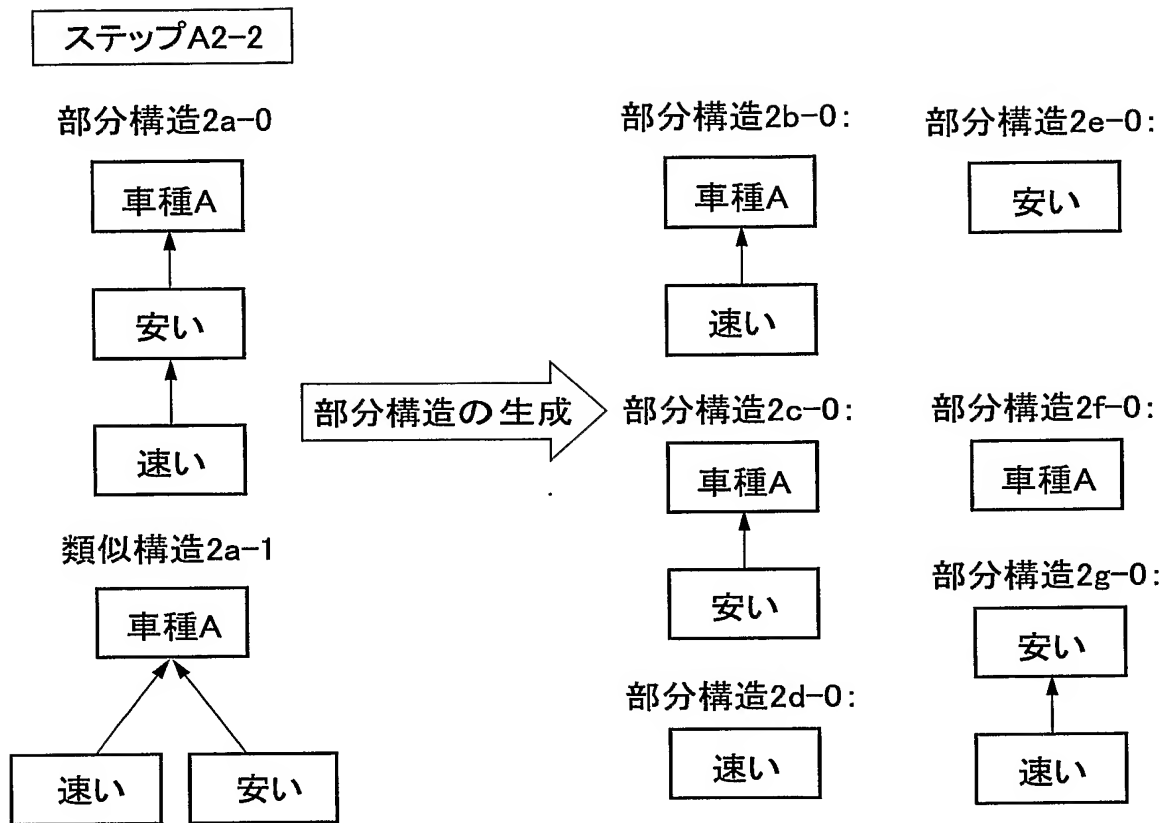 ステップA2-2
部分構造2a-0
車種A
安い
速い
類似構造2a-1
車種A
速い
安い
部分構造の生成
部分構造2b-0:
車種A
速い
部分構造2c-0:
車種A
安い
部分構造2d-0:
速い
部分構造2e-0:
安い
部分構造2f-0:
車種A
部分構造2g-0:
安い
速い